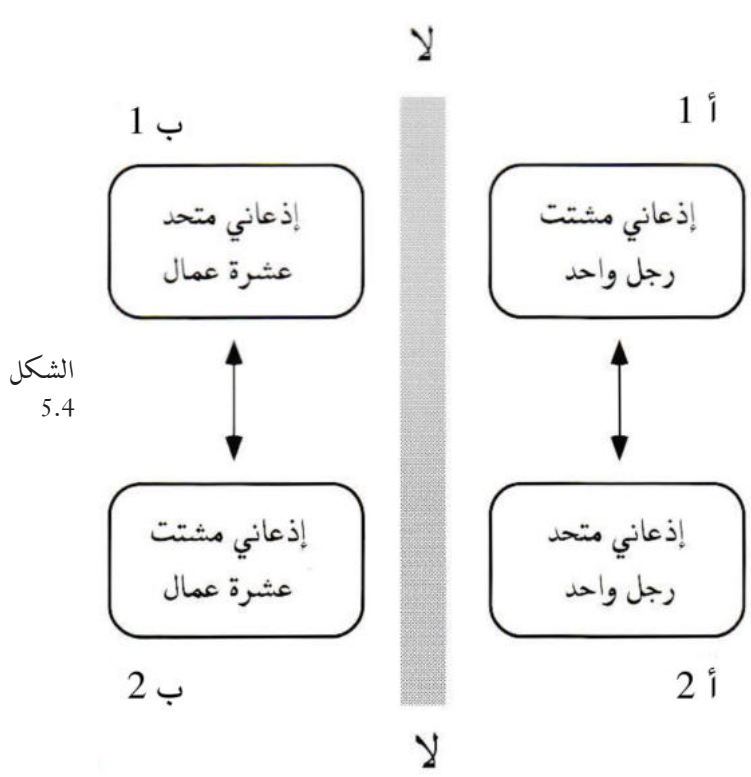 لا
أ 1
ب 1
إذعاني مشتت
رجل واحد
إذعاني متحد
عشرة عمال
الشكل
5.4
إذعاني متحد
رجل واحد
إذعاني مشتت
عشرة عمال
أ 2
ب 2
لا